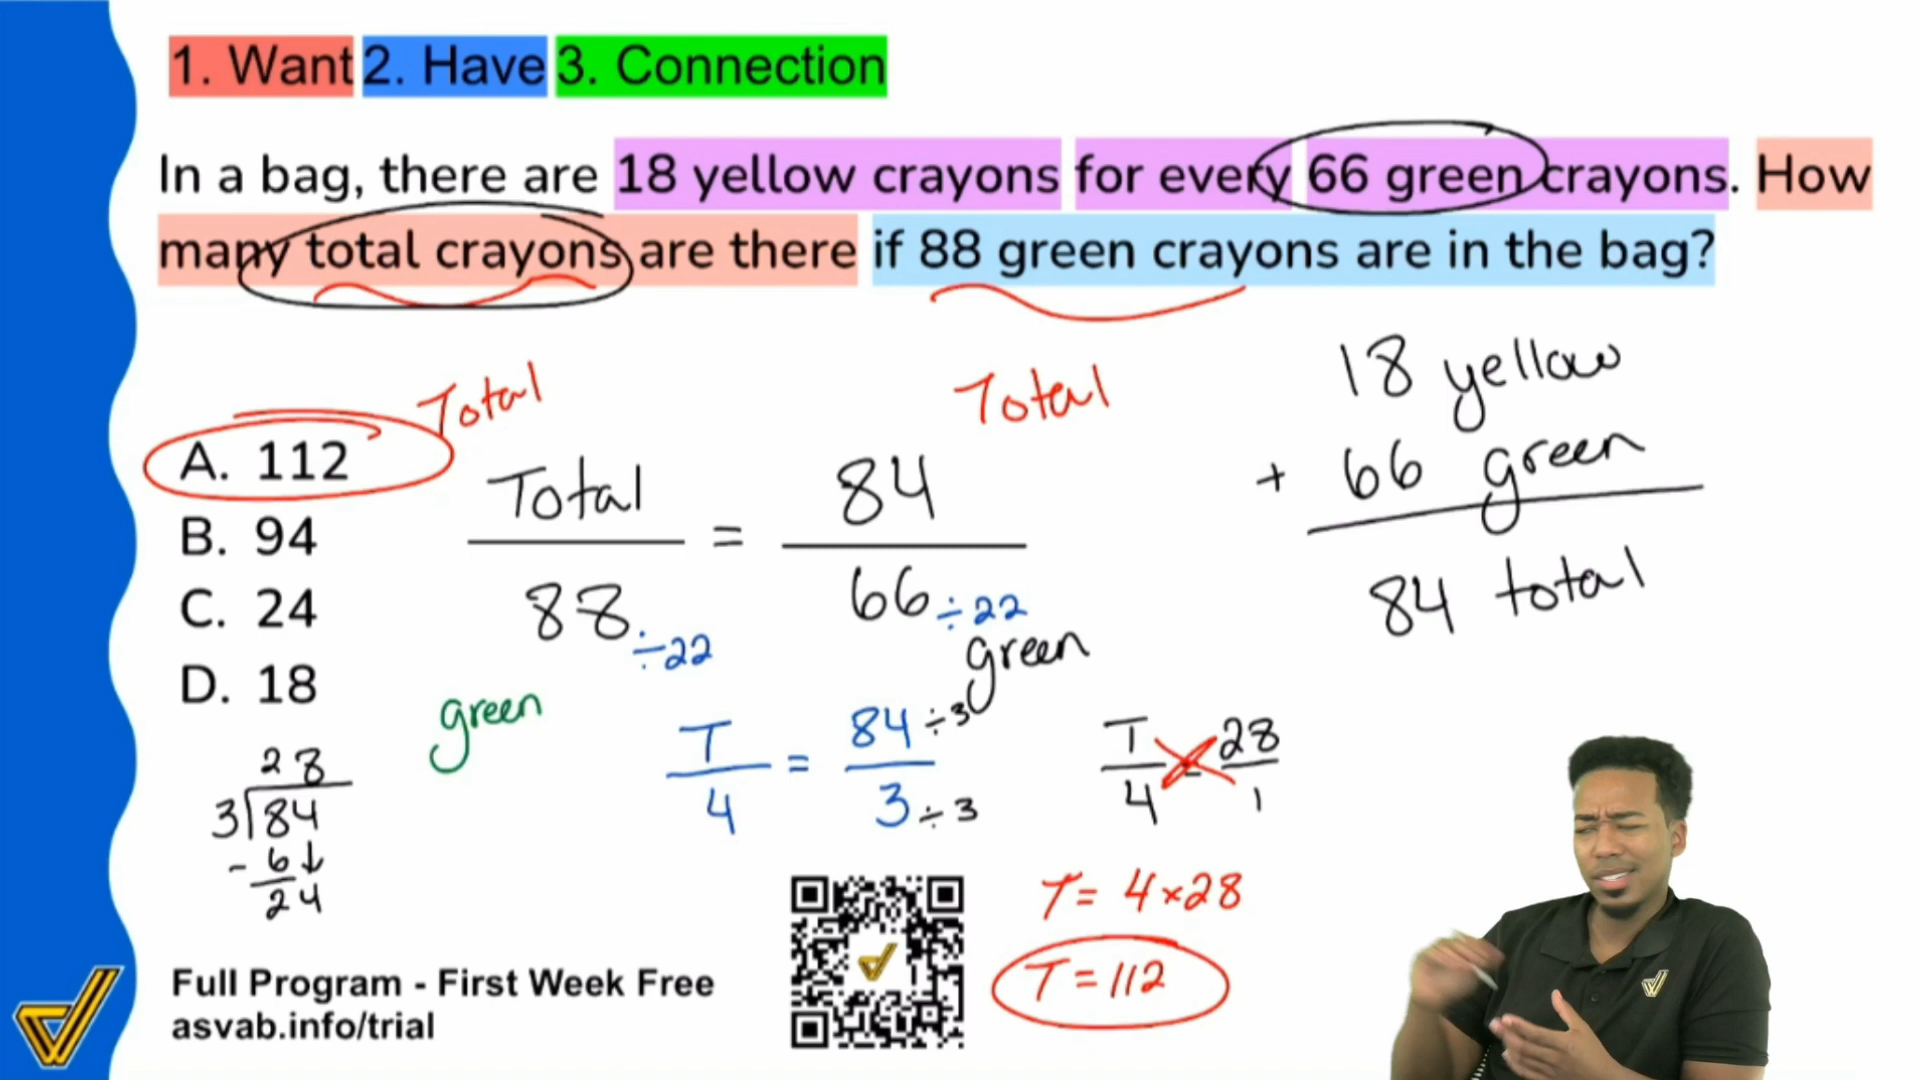 1. Want 2. Have 3. Connection
In a bag, there are 18 yellow crayons for every 66 green crayons. How
many total crayons are there if 88 green crayons are in the bag?
A. 112
B. 94
C. 24
D. 18
Total
Total
Total = 84
88 ÷22 66 ÷22
green
green
18 yellow
+ 66 green
84 total
T = 84 ÷3
4 3 ÷3
T = 28
4 1
28
3 84
- 6↓
24
T = 4×28
T = 112
Full Program - First Week Free
asvab.info/trial